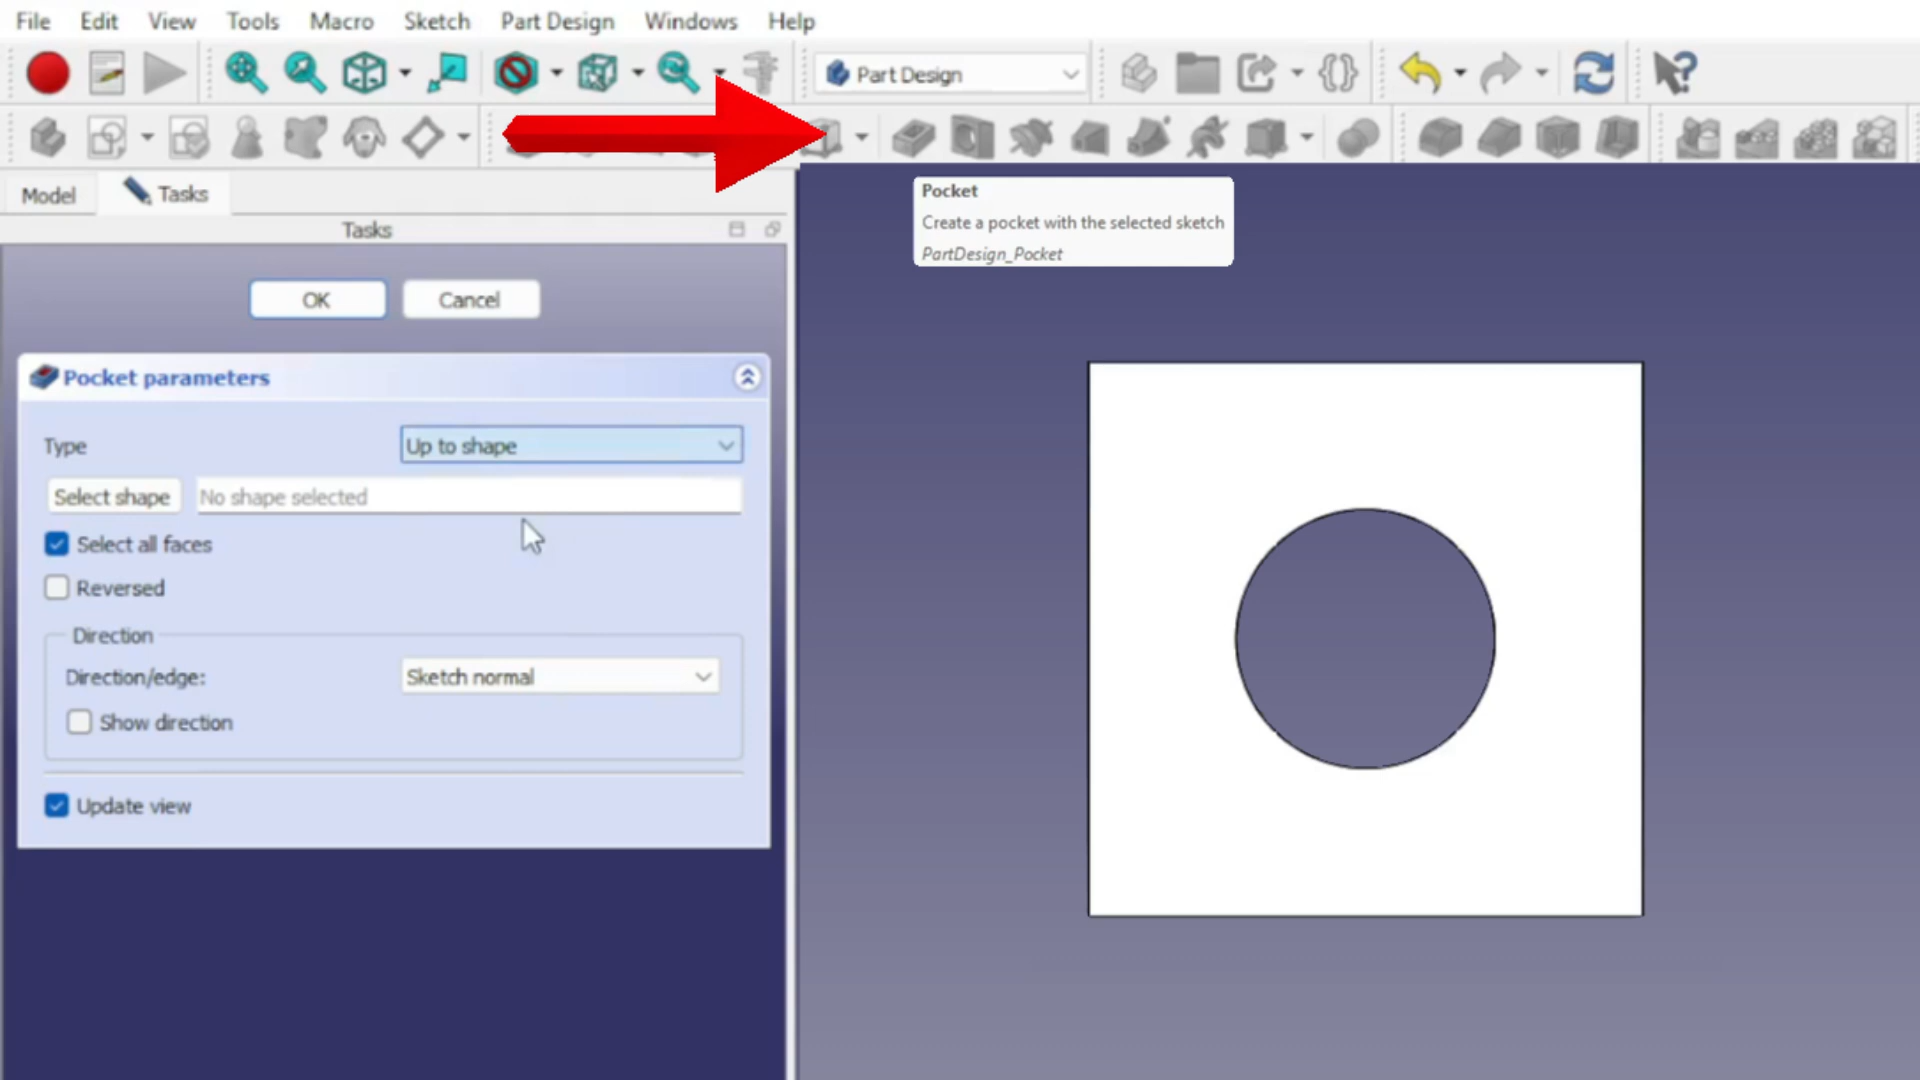 File Edit View Tools Macro Sketch Part Design Windows Help
Part Design
Model Tasks
Tasks
Pocket
Create a pocket with the selected sketch
PartDesign_Pocket
OK Cancel
Pocket parameters
Type Up to shape
Select shape No shape selected
Select all faces
Reversed
Direction
Direction/edge: Sketch normal
Show direction
Update view